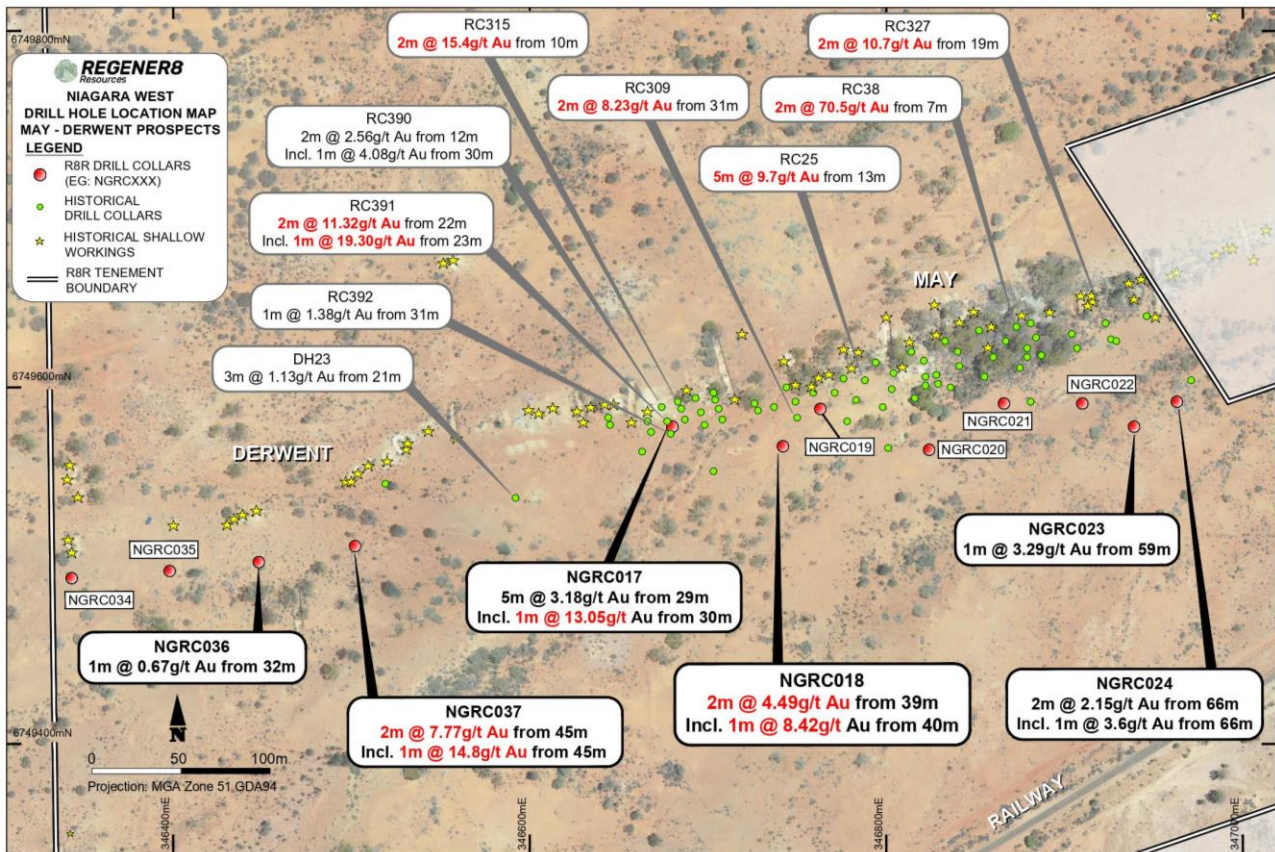 6749800mN
REGENER8
Resources
NIAGARA WEST
DRILL HOLE LOCATION MAP
MAY - DERWENT PROSPECTS
LEGEND
R8R DRILL COLLARS
(EG: NGRCXXX)
HISTORICAL
DRILL COLLARS
HISTORICAL SHALLOW
WORKINGS
R8R TENEMENT
BOUNDARY
RC315
2m @ 15.4g/t Au from 10m
RC327
2m @ 10.7g/t Au from 19m
RC309
2m @ 8.23g/t Au from 31m
RC38
2m @ 70.5g/t Au from 7m
RC390
2m @ 2.56g/t Au from 12m
Incl. 1m @ 4.08g/t Au from 30m
RC25
5m @ 9.7g/t Au from 13m
RC391
2m @ 11.32g/t Au from 22m
Incl. 1m @ 19.30g/t Au from 23m
RC392
1m @ 1.38g/t Au from 31m
DH23
3m @ 1.13g/t Au from 21m
MAY
6749600mN
DERWENT
NGRC022
NGRC021
NGRC019
NGRC020
NGRC035
NGRC034
NGRC023
1m @ 3.29g/t Au from 59m
NGRC017
5m @ 3.18g/t Au from 29m
Incl. 1m @ 13.05g/t Au from 30m
NGRC036
1m @ 0.67g/t Au from 32m
NGRC018
2m @ 4.49g/t Au from 39m
Incl. 1m @ 8.42g/t Au from 40m
NGRC024
2m @ 2.15g/t Au from 66m
Incl. 1m @ 3.6g/t Au from 66m
NGRC037
2m @ 7.77g/t Au from 45m
Incl. 1m @ 14.8g/t Au from 45m
N
6749400mN
0 50 100m
Projection: MGA Zone 51 GDA94
RAILWAY
346400mE
346600mE
346800mE
347000mE